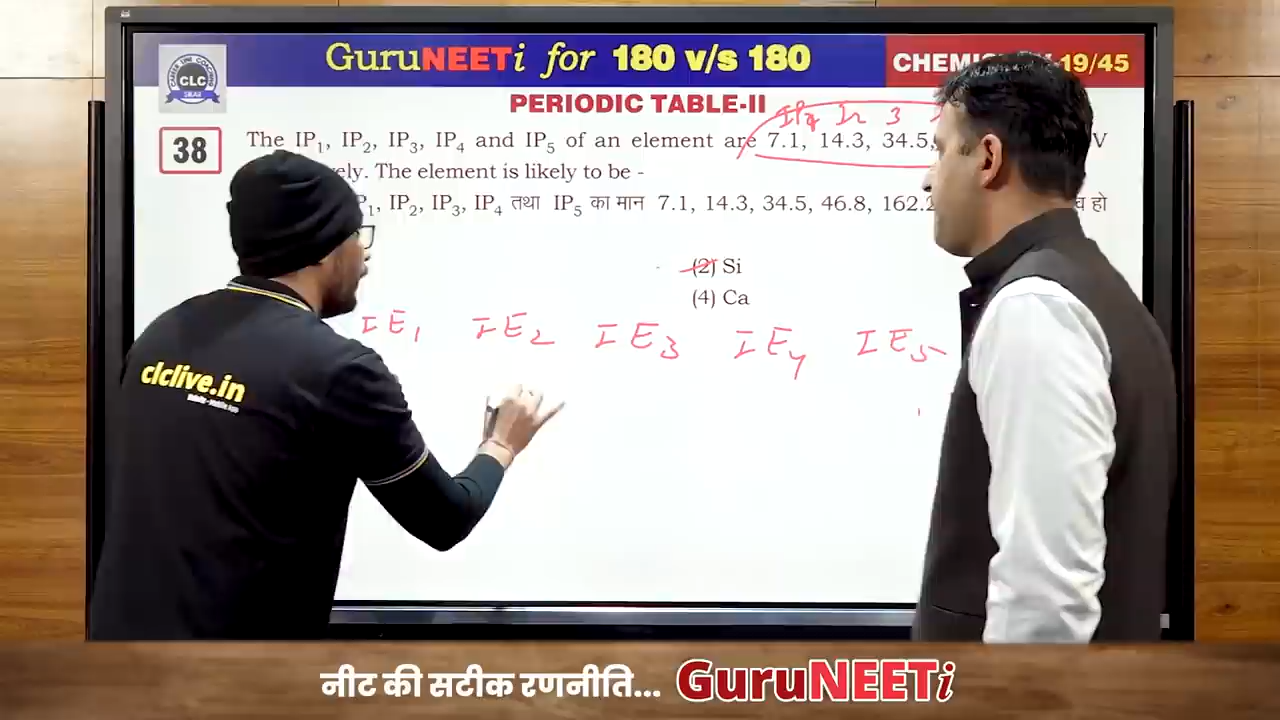 CLC
SIKAR
GuruNEETi for 180 v/s 180
19/45
PERIODIC TABLE-II
38
The IP1, IP2, IP3, IP4 and IP5 of an element are 7.1, 14.3, 34.5, V
The element is likely to be -
IP2, IP3, IP4 तथा IP5 का मान 7.1, 14.3, 34.5, 46.8, 162.2 हो
(2) Si
(4) Ca
IE1 IE2 IE3 IE4 IE5
clclive.in
नीट की सटीक रणनीति... GuruNEETi